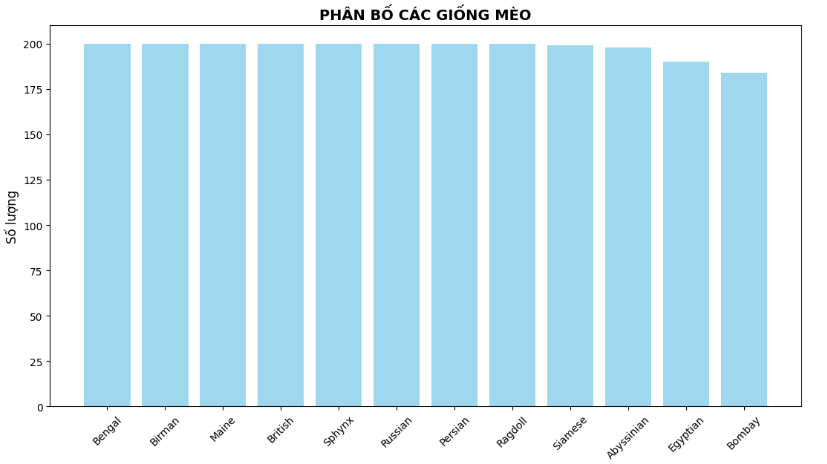 PHÂN BỐ CÁC GIỐNG MÈO
Số lượng
200
175
150
125
100
75
50
25
0
Bengal
Birman
Maine
British
Sphynx
Russian
Persian
Ragdoll
Siamese
Abyssinian
Egyptian
Bombay